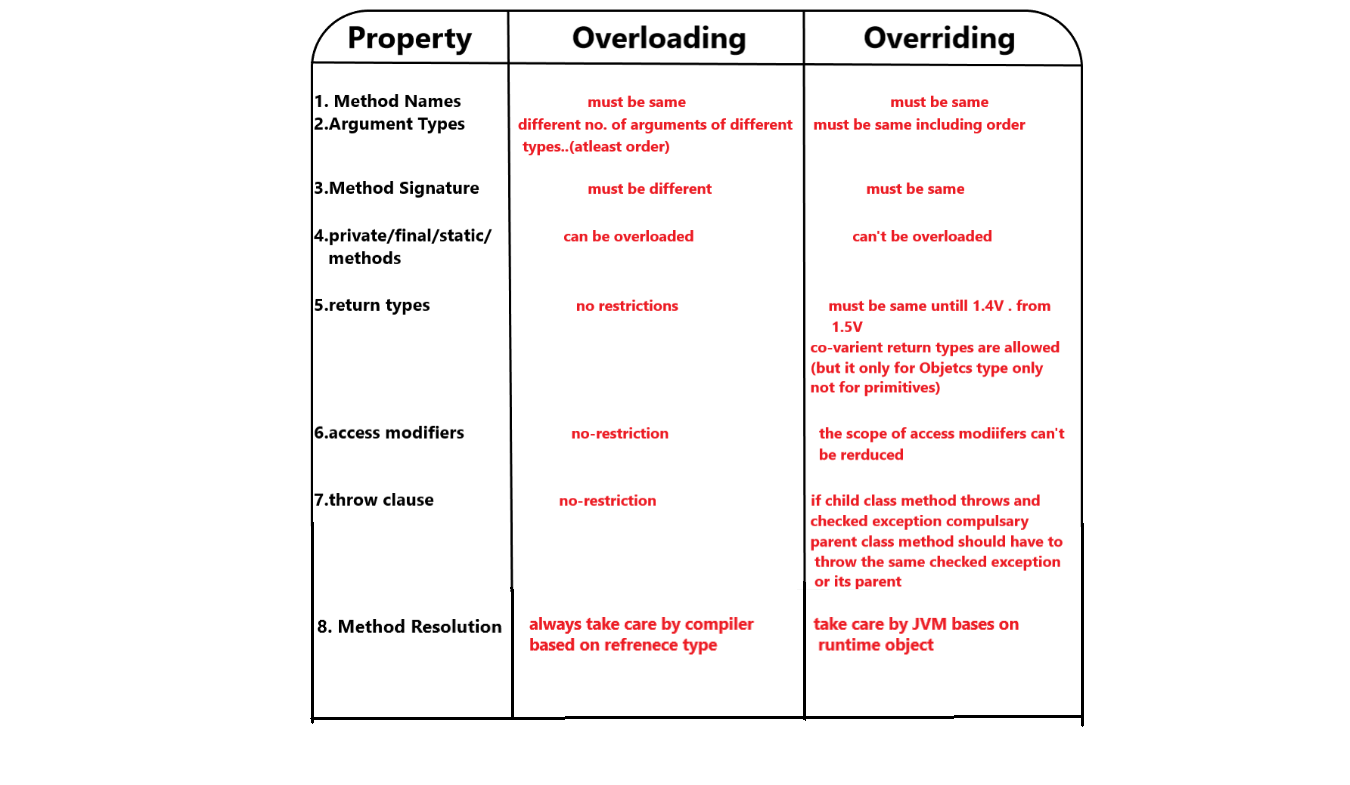 Property Overloading Overriding
1. Method Names must be same must be same
2.Argument Types different no. of arguments of different must be same including order
types..(atleast order)
3.Method Signature must be different must be same
4.private/final/static/ can be overloaded can't be overloaded
methods
5.return types no restrictions must be same untill 1.4V . from
1.5V
co-varient return types are allowed
(but it only for Objetcs type only
not for primitives)
6.access modifiers no-restriction the scope of access modiifers can't
be rerduced
7.throw clause no-restriction if child class method throws and
checked exception compulsary
parent class method should have to
throw the same checked exception
or its parent
8. Method Resolution always take care by compiler take care by JVM bases on
based on refrenece type runtime object